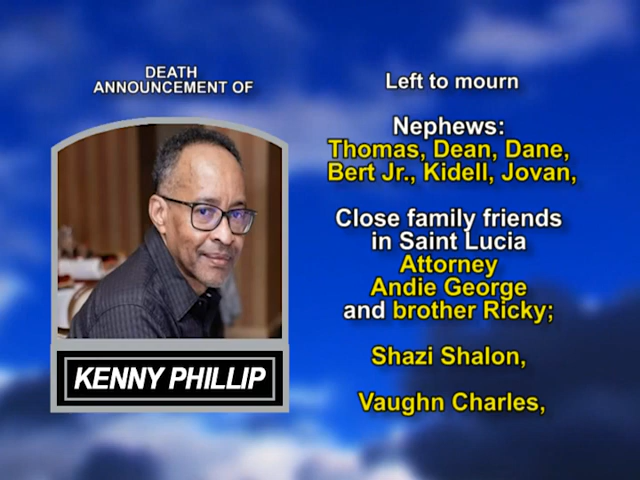 DEATH
ANNOUNCEMENT OF
KENNY PHILLIP
Left to mourn
Nephews:
Thomas, Dean, Dane,
Bert Jr., Kidell, Jovan,
Close family friends
in Saint Lucia
Attorney
Andie George
and brother Ricky;
Shazi Shalon,
Vaughn Charles,